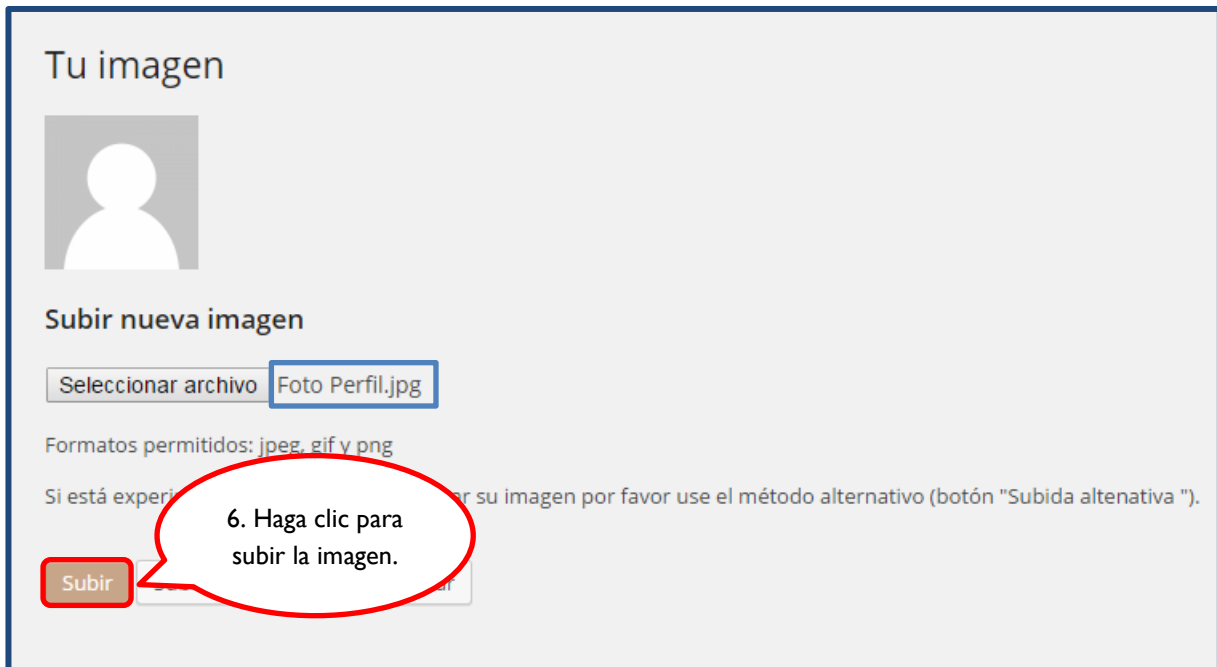 Tu imagen
Subir nueva imagen
Seleccionar archivo Foto Perfil.jpg
Formatos permitidos: jpeg, gif y png
Si está su imagen por favor use el método alternativo (botón "Subida altenativa ").
6. Haga clic para
subir la imagen.
Subir